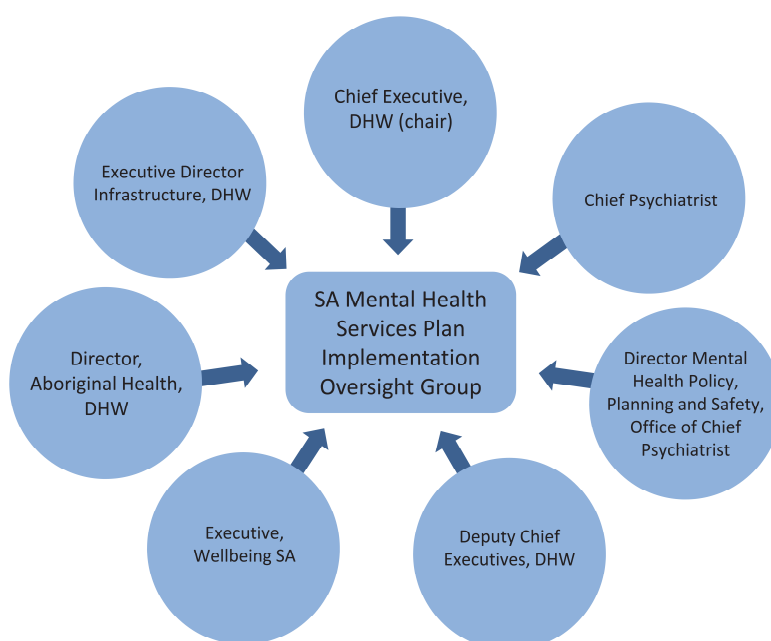 Chief Executive,
DHW (chair)
Executive Director
Infrastructure, DHW
Chief Psychiatrist
SA Mental Health
Services Plan
Implementation
Oversight Group
Director,
Aboriginal Health,
DHW
Director Mental
Health Policy,
Planning and Safety,
Office of Chief
Psychiatrist
Executive,
Wellbeing SA
Deputy Chief
Executives, DHW